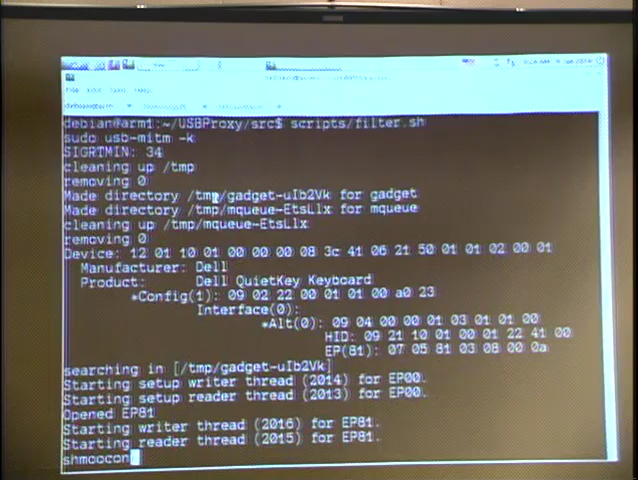 debian@arm1:~/USBProxy/src$ scripts/filter.sh
sudo usb-mitm -k
SIGRTMIN: 34
cleaning up /tmp
removing 0
Made directory /tmp/gadget-uIb2Vk for gadget
Made directory /tmp/mqueue-EtsLlx for mqueue
cleaning up /tmp/mqueue-EtsLlx
removing 0
Device: 12 01 10 01 00 00 00 08 3c 41 06 21 50 01 01 02 00 01
Manufacturer: Dell
Product: Dell QuietKey Keyboard
*Config(1): 09 02 22 00 01 01 00 a0 23
Interface(0):
*Alt(0): 09 04 00 00 01 03 01 01 00
HID: 09 21 10 01 00 01 22 41 00
EP(81): 07 05 81 03 08 00 0a
searching in [/tmp/gadget-uIb2Vk]
Starting setup writer thread (2014) for EP00.
Starting setup reader thread (2013) for EP00.
Opened EP81
Starting writer thread (2016) for EP81.
Starting reader thread (2015) for EP81.
shmoocon